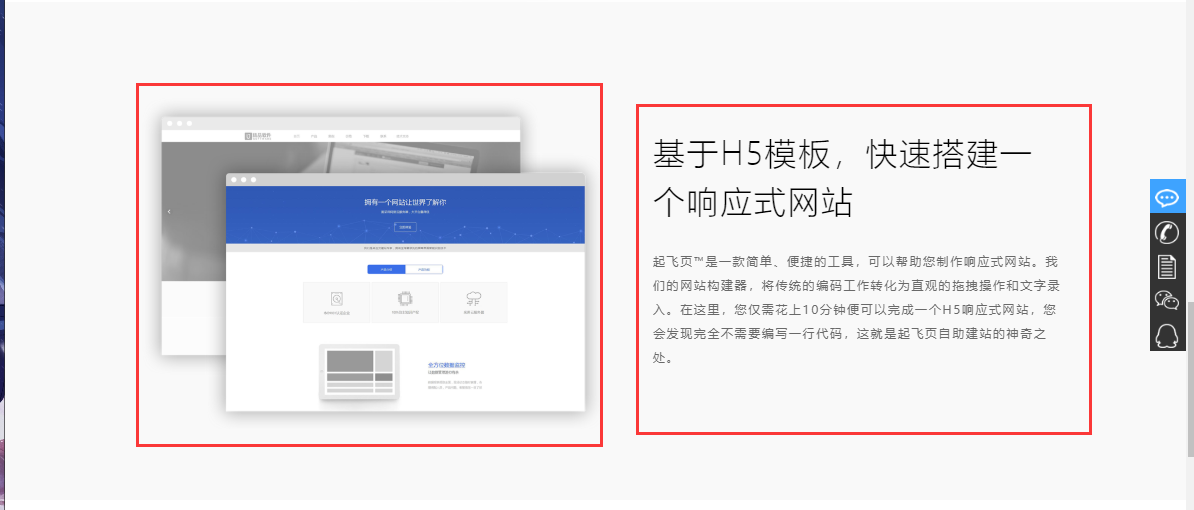 拥有一个网站让世界了解你
全方位数据监控
基于H5模板，快速搭建一
个响应式网站
起飞页™是一款简单、便捷的工具，可以帮助您制作响应式网站。我
们的网站构建器，将传统的编码工作转化为直观的拖拽操作和文字录
入。在这里，您仅需花上10分钟便可以完成一个H5响应式网站，您
会发现完全不需要编写一行代码，这就是起飞页自助建站的神奇之
处。